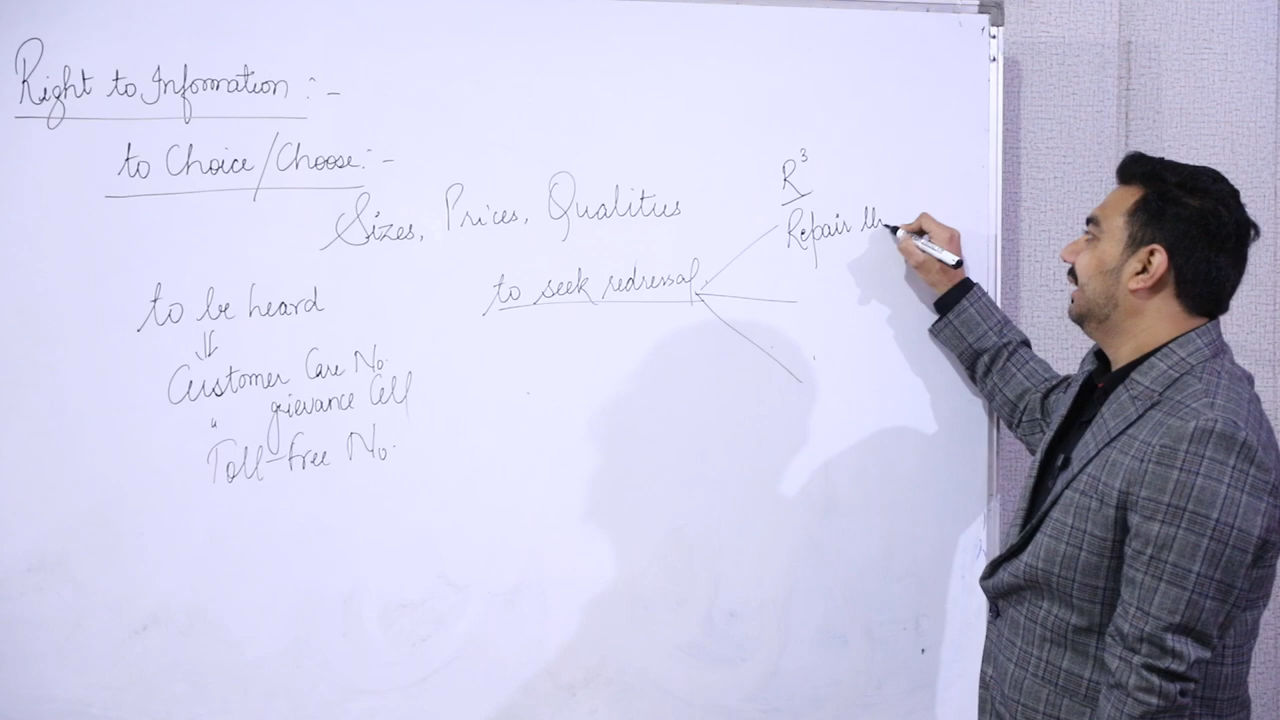 Right to Information :-
to Choice/Choose:-
Sizes, Prices, Qualities
R³
Repair
to seek redressal
to be heard
Customer Care No.
" grievance Cell
Toll-free No.